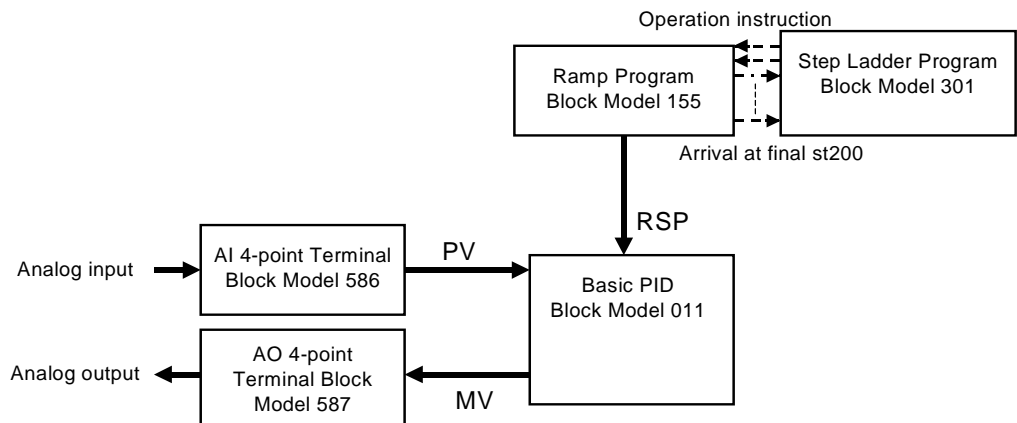 Operation instruction
Ramp Program
Block Model 155
Step Ladder Program
Block Model 301
Arrival at final st200
RSP
Analog input
AI 4-point Terminal
Block Model 586
PV
Basic PID
Block Model 011
Analog output
AO 4-point
Terminal Block
Model 587
MV